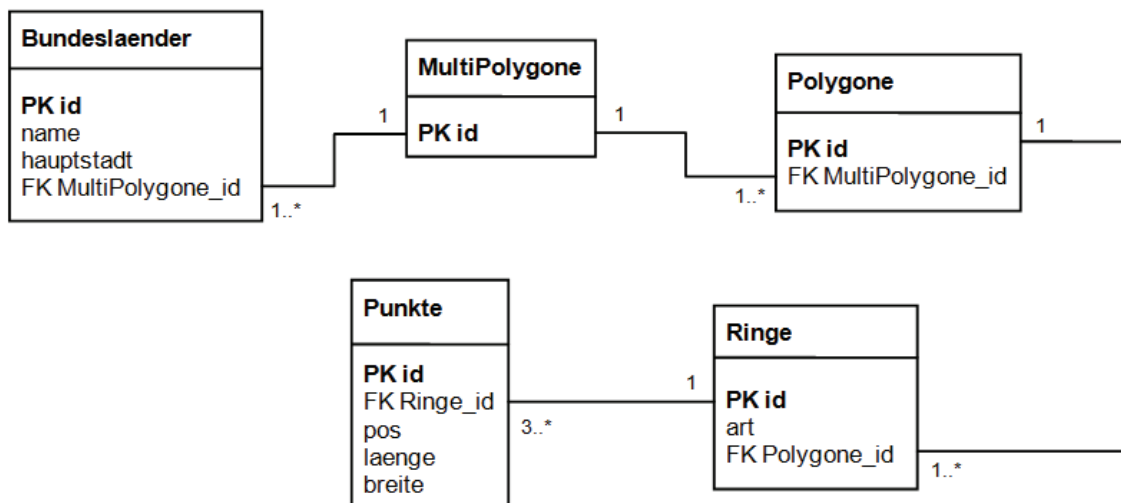 Bundeslaender
PK id
name
hauptstadt
FK MultiPolygone_id
1..*
1
MultiPolygone
PK id
1
1..*
Polygone
PK id
FK MultiPolygone_id
1
Punkte
PK id
FK Ringe_id
pos
laenge
breite
3..*
1
Ringe
PK id
art
FK Polygone_id
1..*